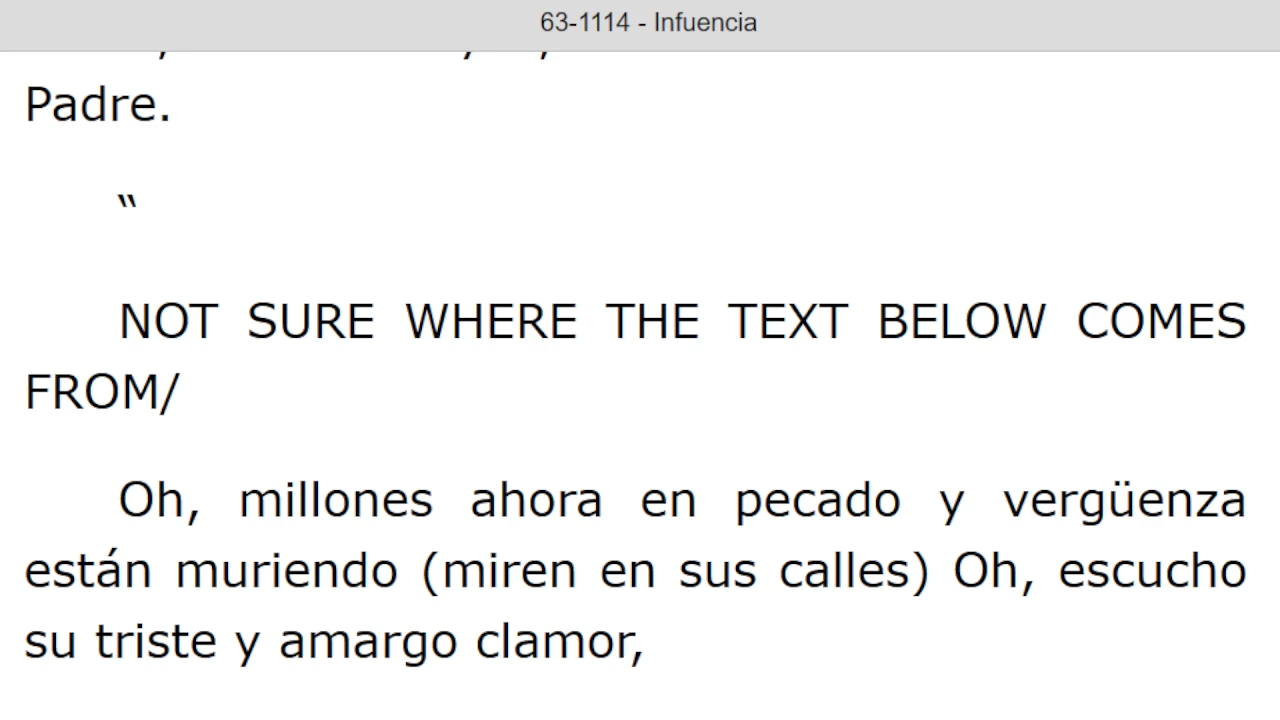 63-1114 - Infuencia
Padre.
“
NOT SURE WHERE THE TEXT BELOW COMES
FROM/
Oh, millones ahora en pecado y vergüenza
están muriendo (miren en sus calles) Oh, escucho
su triste y amargo clamor,